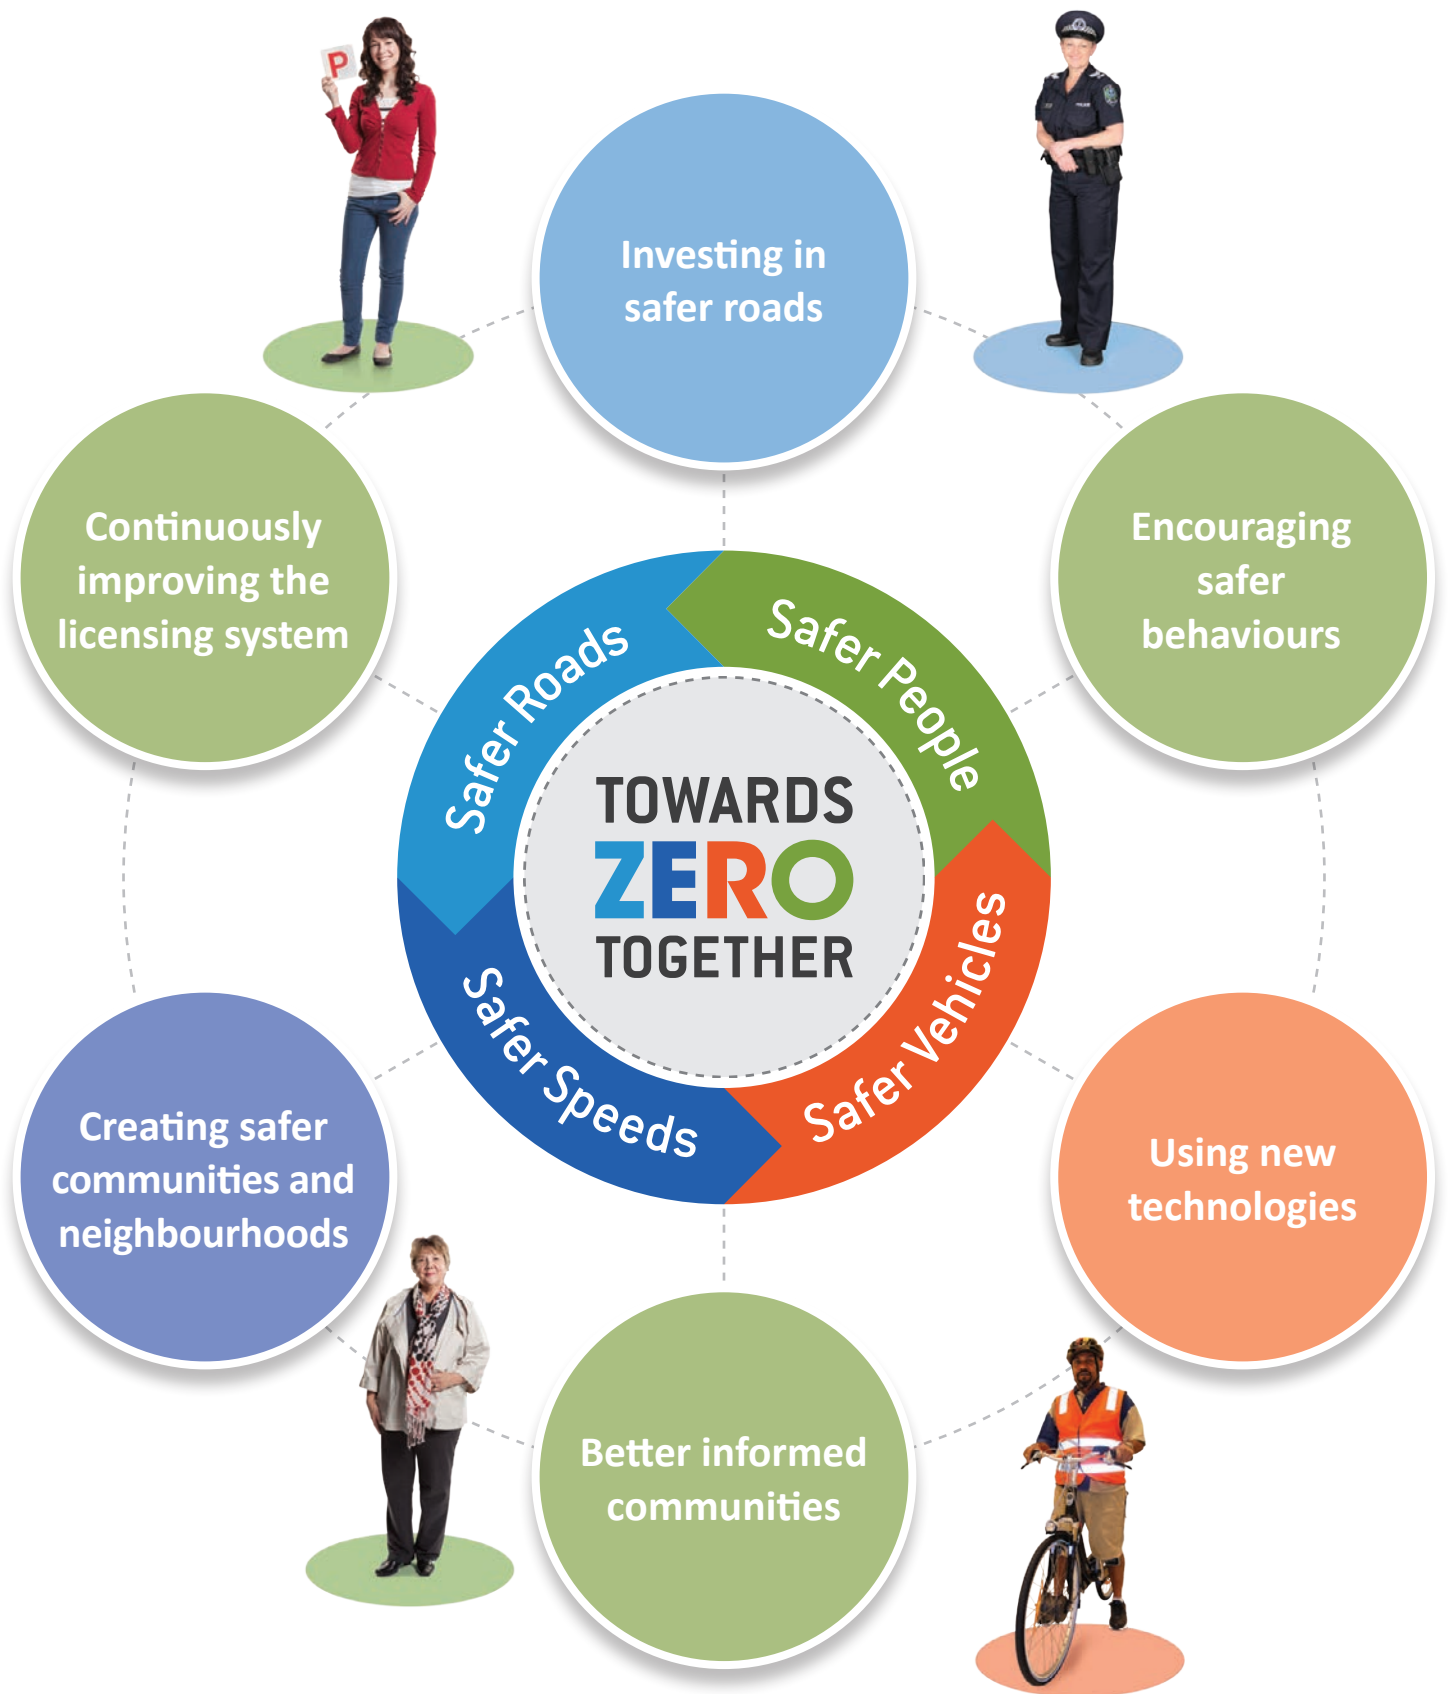 P
Investing in
safer roads
Continuously
improving the
licensing system
Encouraging
safer
behaviours
Safer Roads
Safer People
TOWARDS
ZERO
TOGETHER
Safer Speeds
Safer Vehicles
Creating safer
communities and
neighbourhoods
Using new
technologies
Better informed
communities